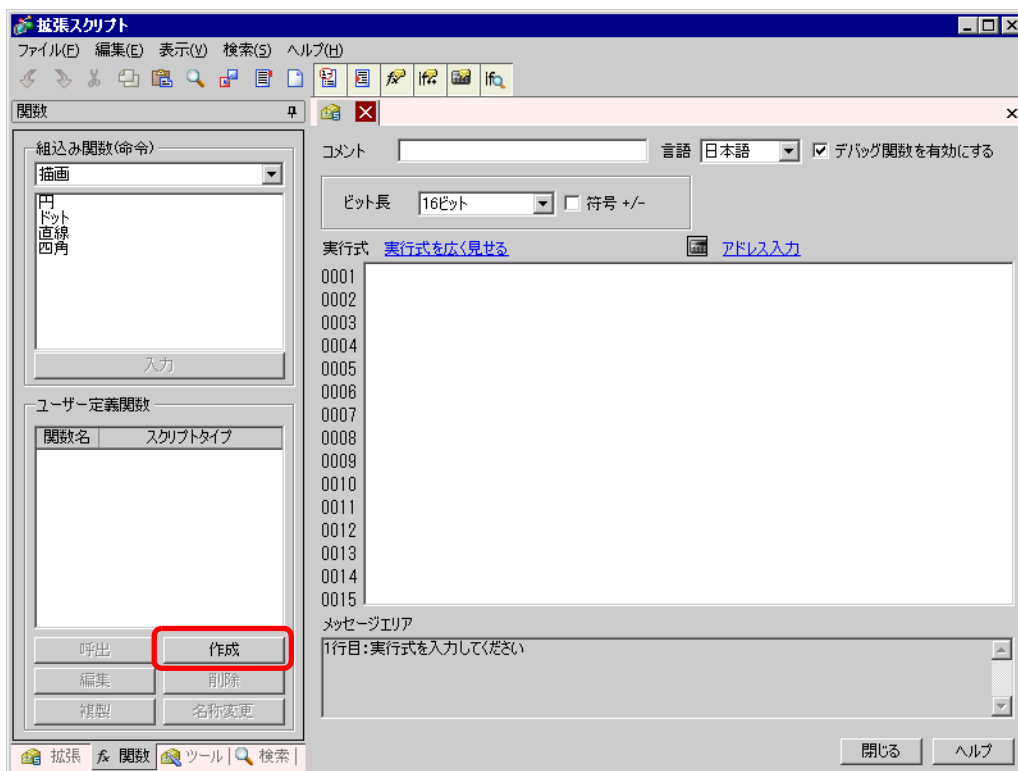 拡張スクリプト
ファイル(F) 編集(E) 表示(V) 検索(S) ヘルプ(H)
関数
組込み関数(命令)
描画
円
ドット
直線
四角
入力
ユーザー定義関数
関数名 スクリプトタイプ
呼出 作成
編集 削除
複製 名称変更
拡張 fx 関数 ツール 検索
コメント 言語 日本語 デバッグ関数を有効にする
ビット長 16ビット 符号 +/-
実行式 実行式を広く見せる アドレス入力
0001
0002
0003
0004
0005
0006
0007
0008
0009
0010
0011
0012
0013
0014
0015
メッセージエリア
1行目:実行式を入力してください
閉じる ヘルプ